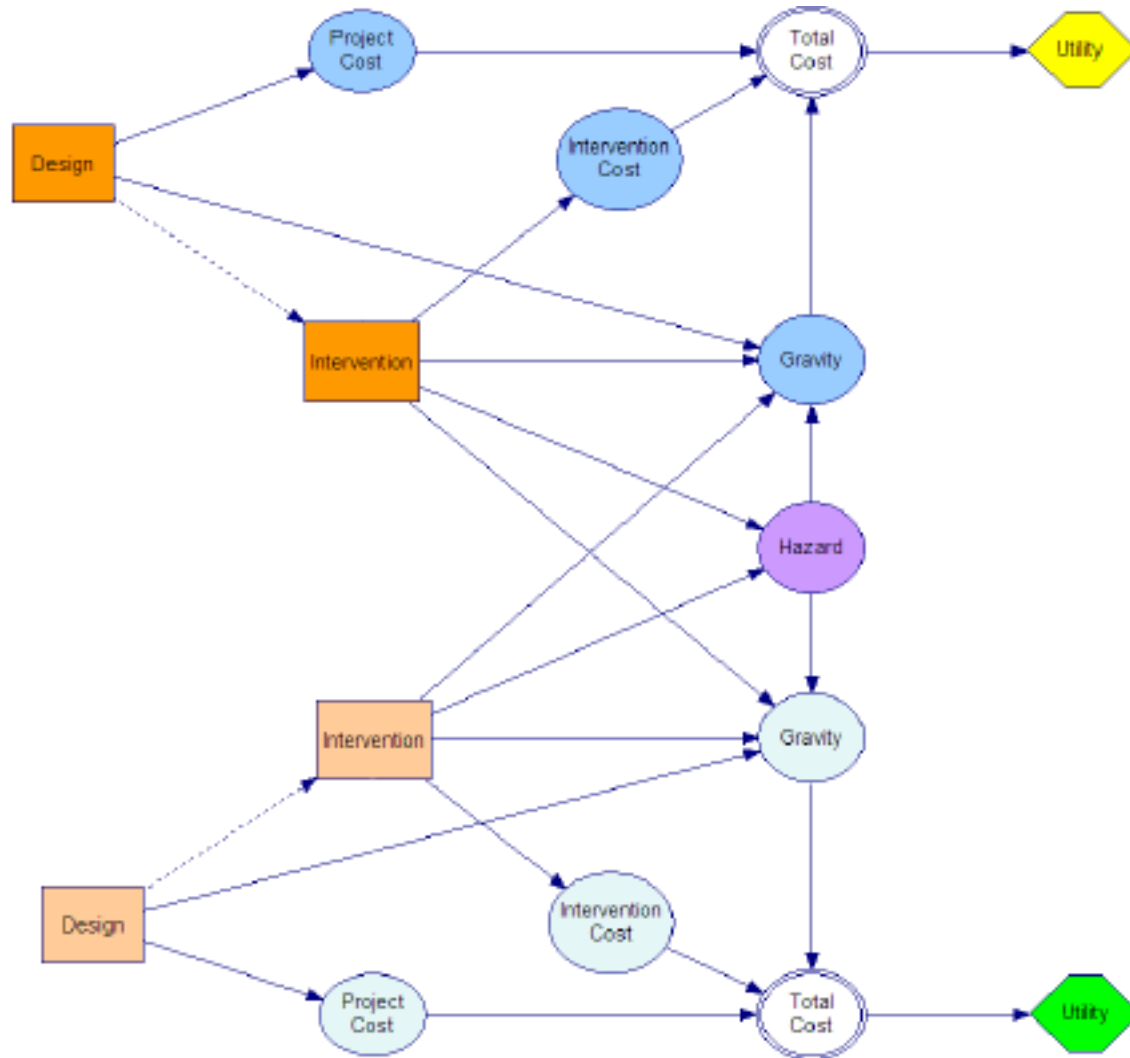 Project
Cost
Total
Cost
Utility
Design
Intervention
Cost
Intervention
Gravity
Hazard
Intervention
Gravity
Design
Intervention
Cost
Project
Cost
Total
Cost
Utility